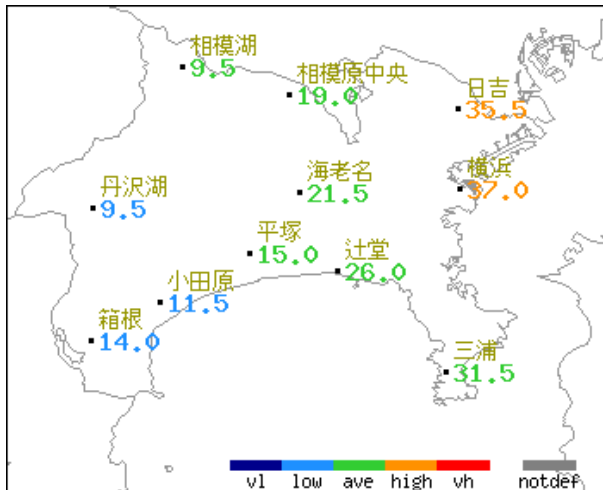 相模湖
9.5
相模原中央
19.0
日吉
35.5
丹沢湖
9.5
海老名
21.5
横浜
37.0
平塚
15.0
辻堂
26.0
小田原
11.5
箱根
14.0
三浦
31.5
vl low ave high vh notdef